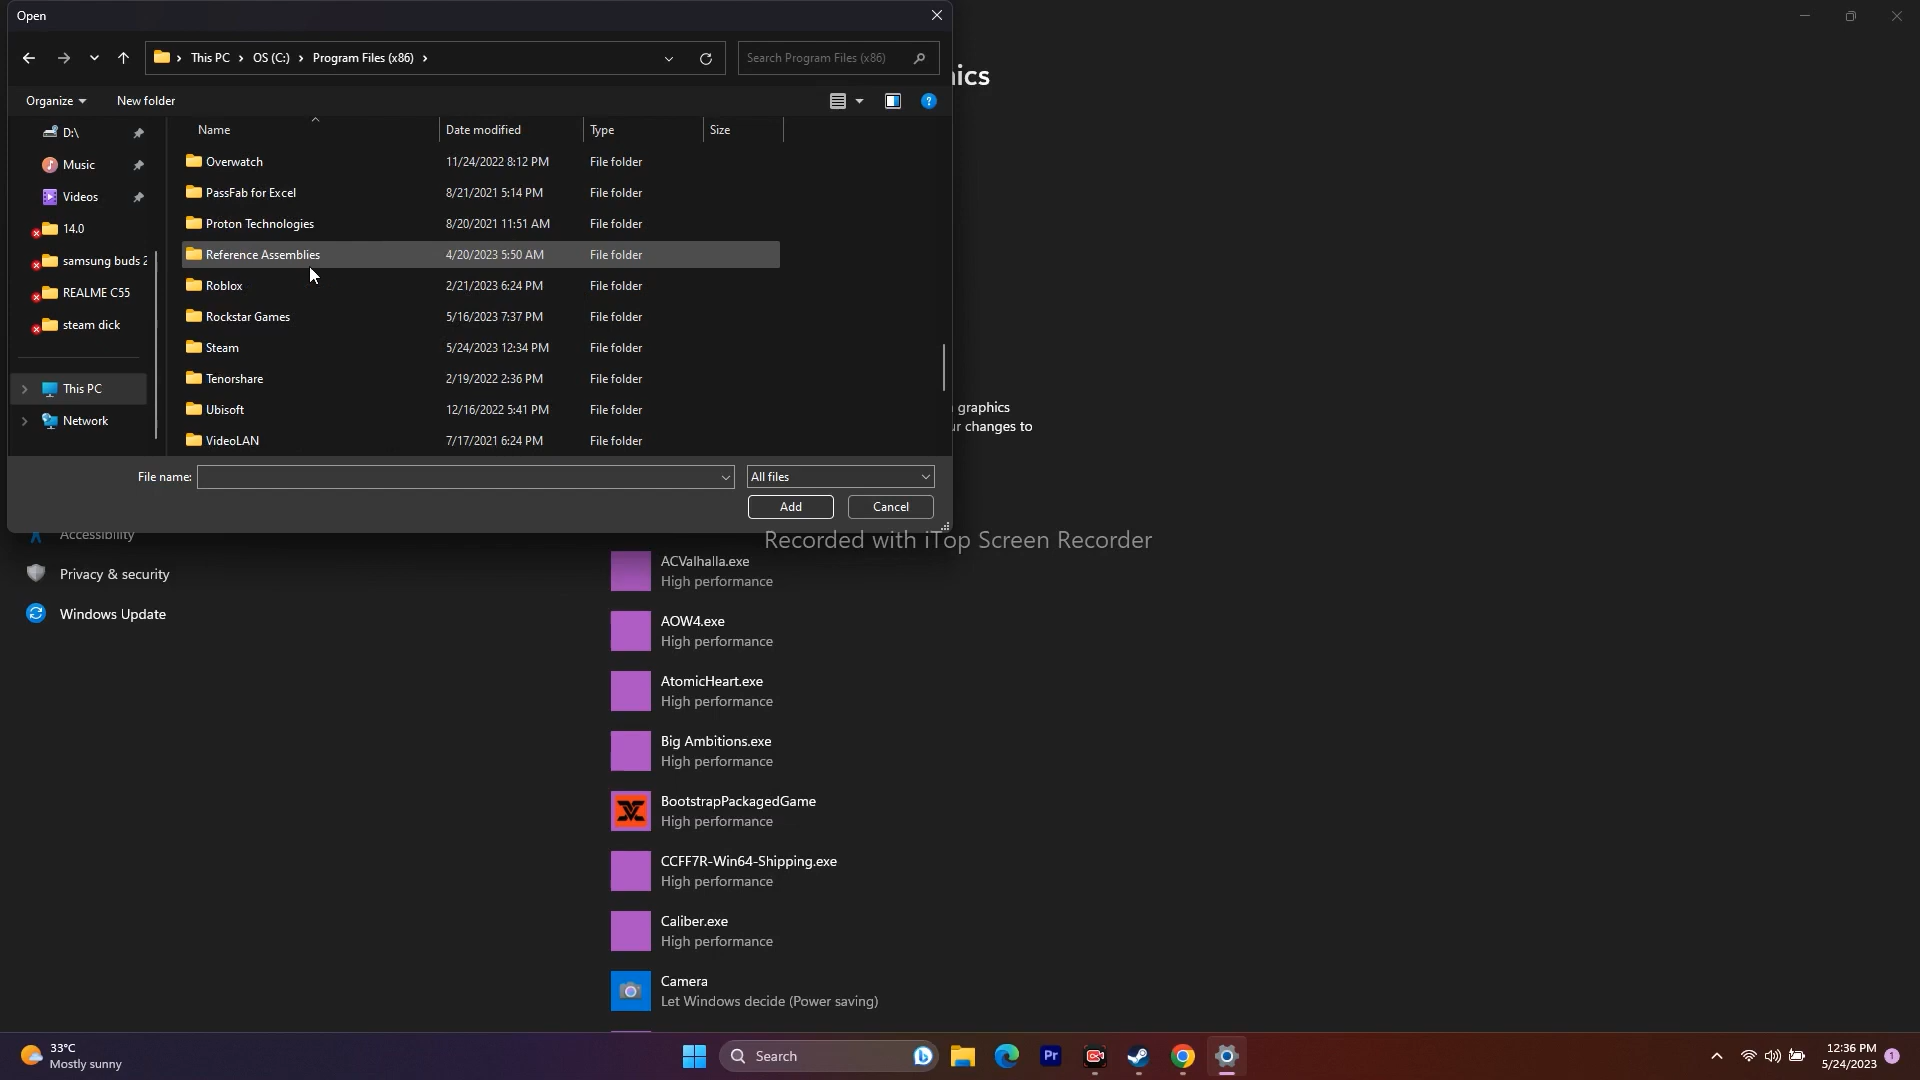 Open
This PC > OS (C:) > Program Files (x86) >
Search Program Files (x86)
Organize
New folder
Name
Date modified
Type
Size
D:\
Music
Videos
14.0
samsung buds 2
REALME C55
steam dick
This PC
Network
Overwatch 11/24/2022 8:12 PM File folder
PassFab for Excel 8/21/2021 5:14 PM File folder
Proton Technologies 8/20/2021 11:51 AM File folder
Reference Assemblies 4/20/2023 5:50 AM File folder
Roblox 2/21/2023 6:24 PM File folder
Rockstar Games 5/16/2023 7:37 PM File folder
Steam 5/24/2023 12:34 PM File folder
Tenorshare 2/19/2022 2:36 PM File folder
Ubisoft 12/16/2022 5:41 PM File folder
VideoLAN 7/17/2021 6:24 PM File folder
File name:
All files
Add
Cancel
ics
graphics
ur changes to
Accessibility
Privacy & security
Windows Update
Recorded with iTop Screen Recorder
ACValhalla.exe
High performance
AOW4.exe
High performance
AtomicHeart.exe
High performance
Big Ambitions.exe
High performance
BootstrapPackagedGame
High performance
CCFF7R-Win64-Shipping.exe
High performance
Caliber.exe
High performance
Camera
Let Windows decide (Power saving)
33°C
Mostly sunny
Search
Pr
12:36 PM
5/24/2023
1